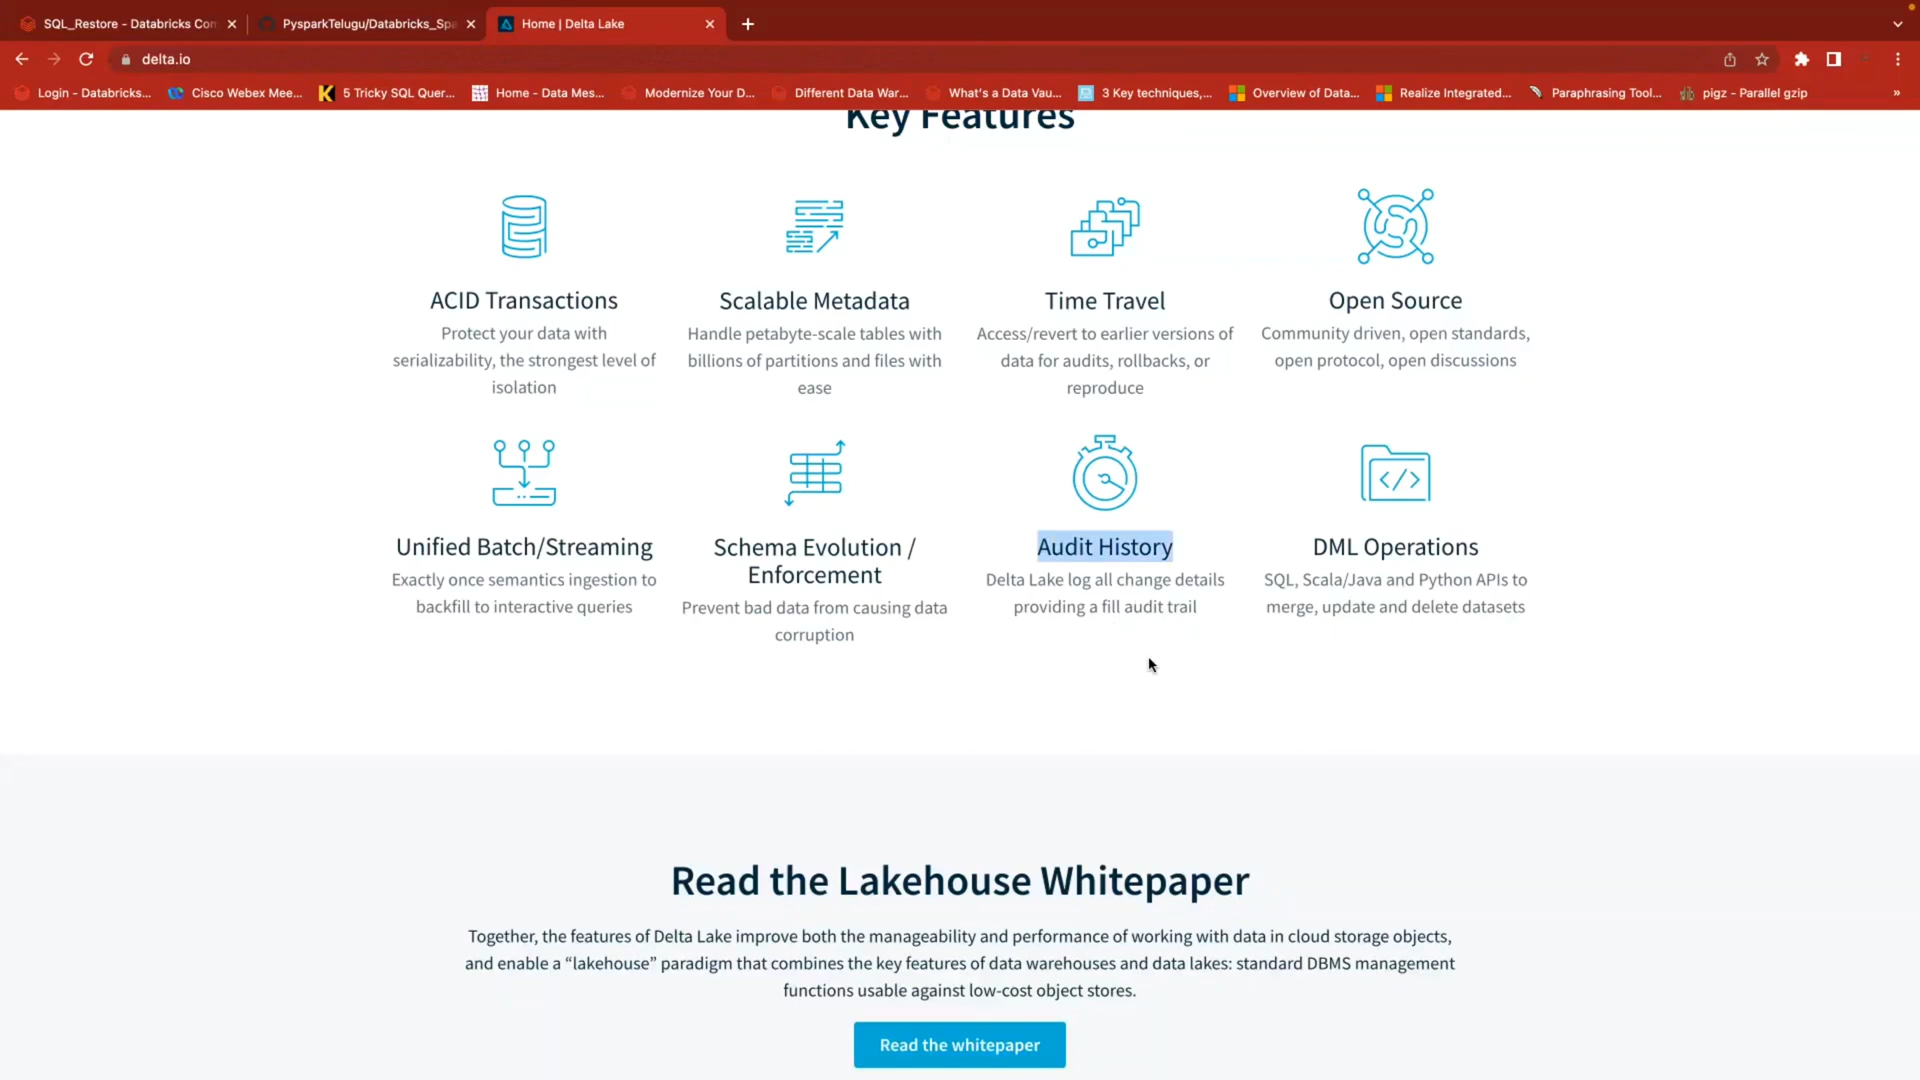 SQL_Restore - Databricks Com
PysparkTelugu/Databricks_Spa
Home | Delta Lake
delta.io
Login - Databricks...
Cisco Webex Mee...
5 Tricky SQL Quer...
Home - Data Mes...
Modernize Your D...
Different Data War...
What's a Data Vau...
3 Key techniques,...
Overview of Data...
Realize Integrated...
Paraphrasing Tool...
pigz - Parallel gzip
»
Key Features
ACID Transactions
Protect your data with
serializability, the strongest level of
isolation
Scalable Metadata
Handle petabyte-scale tables with
billions of partitions and files with
ease
Time Travel
Access/revert to earlier versions of
data for audits, rollbacks, or
reproduce
Open Source
Community driven, open standards,
open protocol, open discussions
Unified Batch/Streaming
Exactly once semantics ingestion to
backfill to interactive queries
Schema Evolution /
Enforcement
Prevent bad data from causing data
corruption
Audit History
Delta Lake log all change details
providing a fill audit trail
DML Operations
SQL, Scala/Java and Python APIs to
merge, update and delete datasets
Read the Lakehouse Whitepaper
Together, the features of Delta Lake improve both the manageability and performance of working with data in cloud storage objects,
and enable a “lakehouse” paradigm that combines the key features of data warehouses and data lakes: standard DBMS management
functions usable against low-cost object stores.
Read the whitepaper